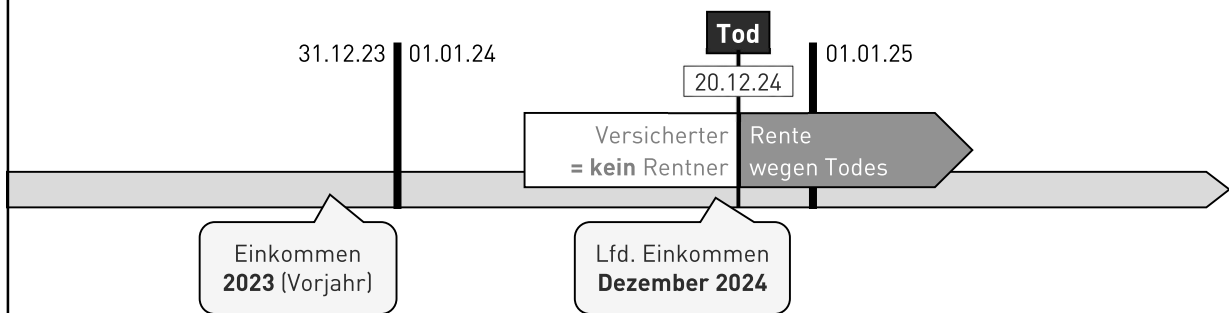 Tod
31.12.23 01.01.24
20.12.24
01.01.25
Versicherter
= kein Rentner
Rente
wegen Todes
Einkommen
2023 (Vorjahr)
Lfd. Einkommen
Dezember 2024